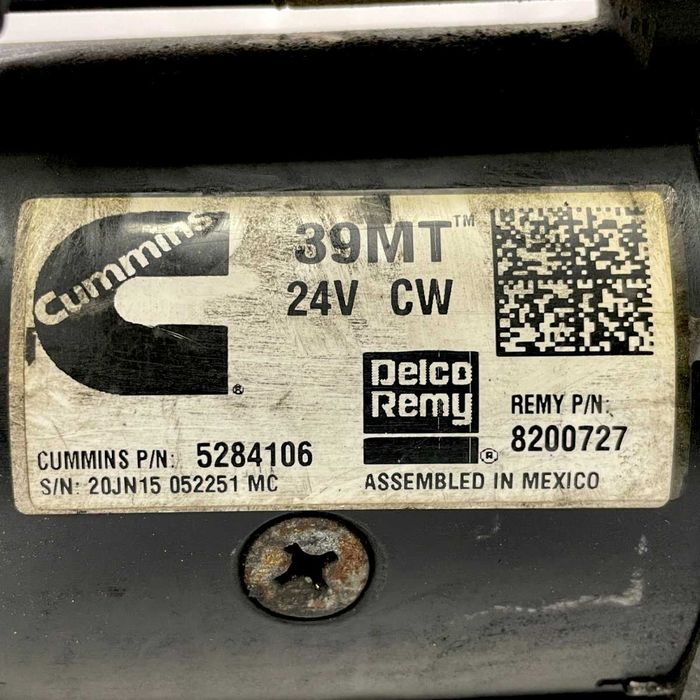 Cummins
®
39MT™
24V CW
Delco
Remy
®
REMY P/N:
8200727
CUMMINS P/N: 5284106
S/N: 20JN15 052251 MC
ASSEMBLED IN MEXICO